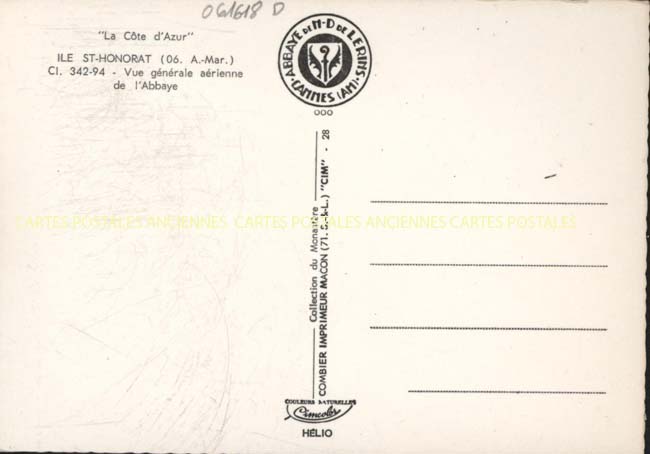 061618 D
"La Côte d'Azur"
ILE ST-HONORAT (06. A.-Mar.)
Cl. 342-94 - Vue générale aérienne
de l'Abbaye
ABBAYE DE N-D DE LERINS
CANNES (AM)
Collection du Monastère
COMBIER IMPRIMEUR MACON (71. S.-&-L.) "CIM" - 28
CARTES POSTALES ANCIENNES CARTES POSTALES ANCIENNES CARTES POSTALES
COULEURS NATURELLES
Cimcolor
HÉLIO